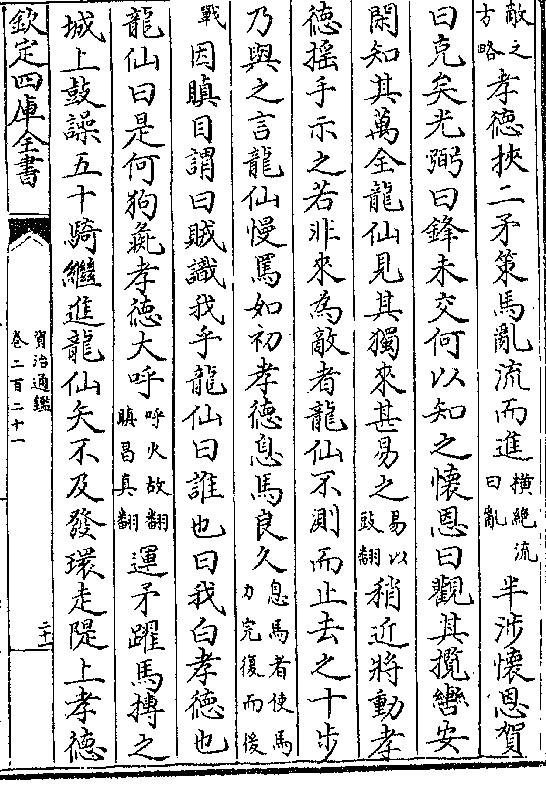 敵之古略孝德挾二矛策馬亂流而進橫絶流曰亂半涉懐恩賀
曰克矣光弼曰鋒未交何以知之懐恩曰觀其攬轡安
閑知其萬全龍仙見其獨來甚易之易以豉翻稍近將動孝
德揺手示之若非來為敵者龍仙不測而止去之十步
乃與之言龍仙慢罵如初孝德息馬良久息馬者使馬力完復而後
戰因瞋目謂曰賊識我乎龍仙曰誰也曰我白孝德也
龍仙曰是何狗彘孝德大呼呼火故翻瞋昌真翻運矛躍馬搏之
城上鼓譟五十騎繼進龍仙矢不及發環走隄上孝德
欽定四庫全書
資治通鑑
卷二百二十一
二十一